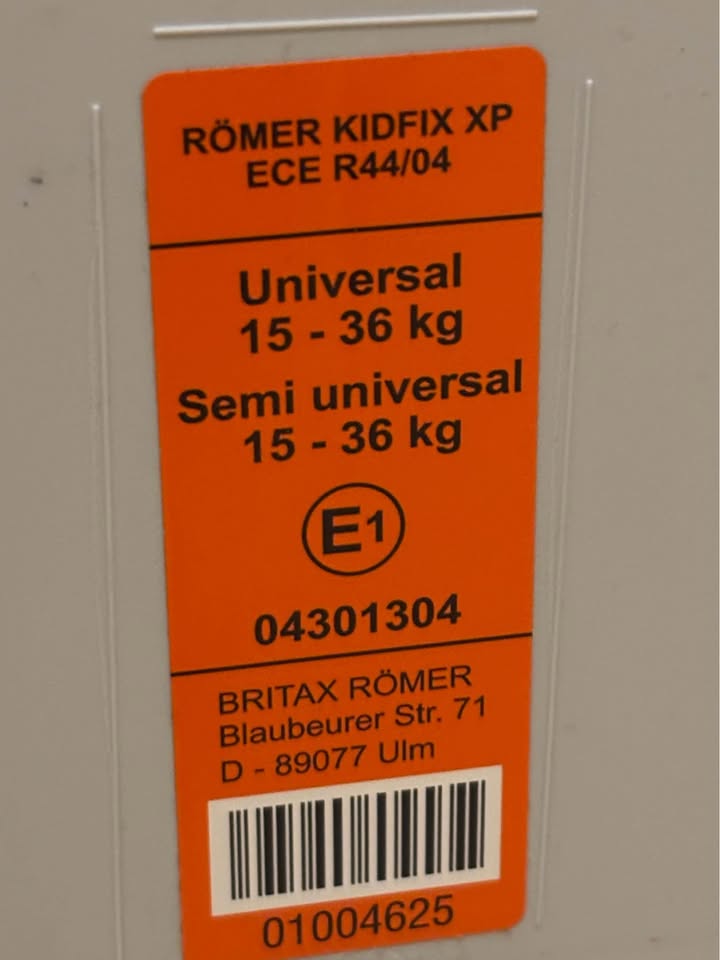 RÖMER KIDFIX XP
ECE R44/04
Universal
15 - 36 kg
Semi universal
15 - 36 kg
E1
04301304
BRITAX RÖMER
Blaubeurer Str. 71
D - 89077 Ulm
01004625